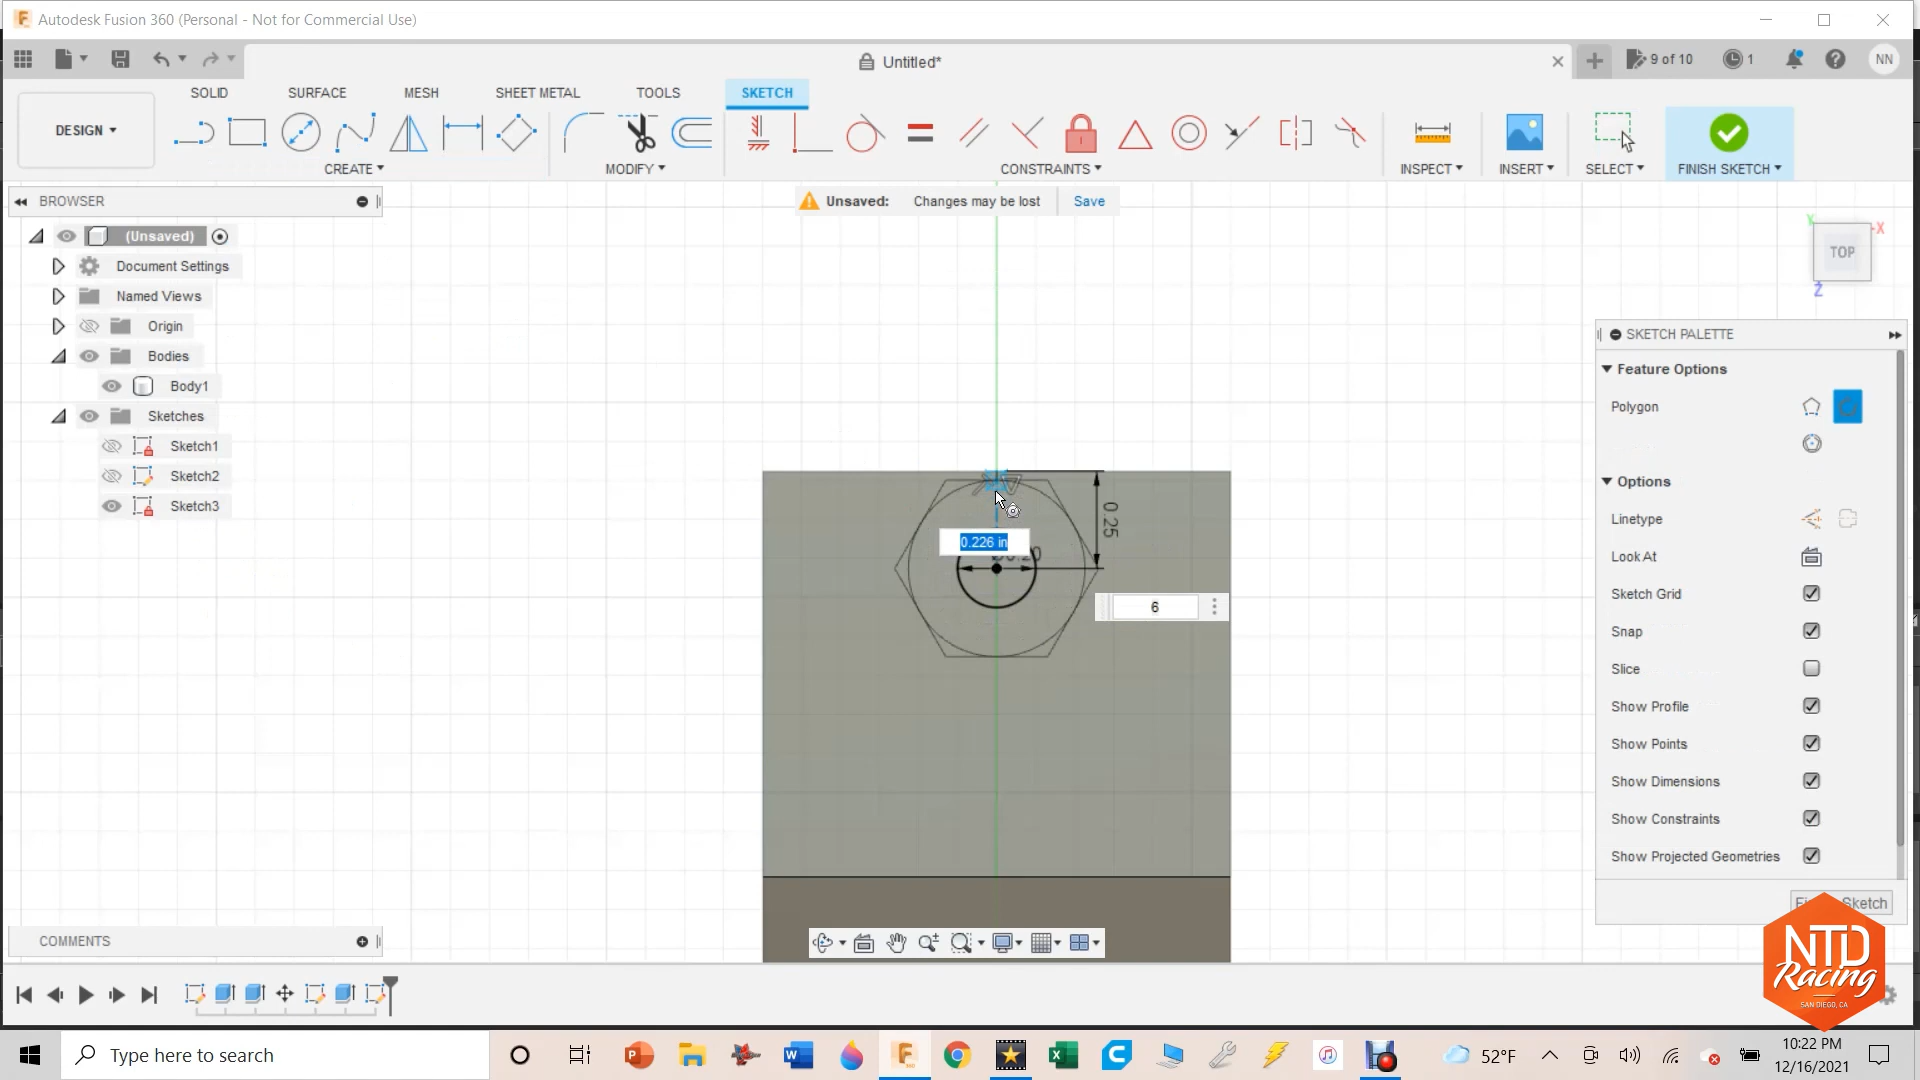 Autodesk Fusion 360 (Personal - Not for Commercial Use)
Untitled*
9 of 10
1
NN
DESIGN
SOLID
SURFACE
MESH
SHEET METAL
TOOLS
SKETCH
CREATE
MODIFY
CONSTRAINTS
INSPECT
INSERT
SELECT
FINISH SKETCH
BROWSER
Unsaved: Changes may be lost
Save
(Unsaved)
Document Settings
Named Views
Origin
Bodies
Body1
Sketches
Sketch1
Sketch2
Sketch3
Y
-X
TOP
Z
0.25
0.226 in
6
SKETCH PALETTE
Feature Options
Polygon
Options
Linetype
Look At
Sketch Grid
Snap
Slice
Show Profile
Show Points
Show Dimensions
Show Constraints
Show Projected Geometries
Sketch
COMMENTS
NTD
Racing
SAN DIEGO, CA
Type here to search
52°F
10:22 PM
12/16/2021